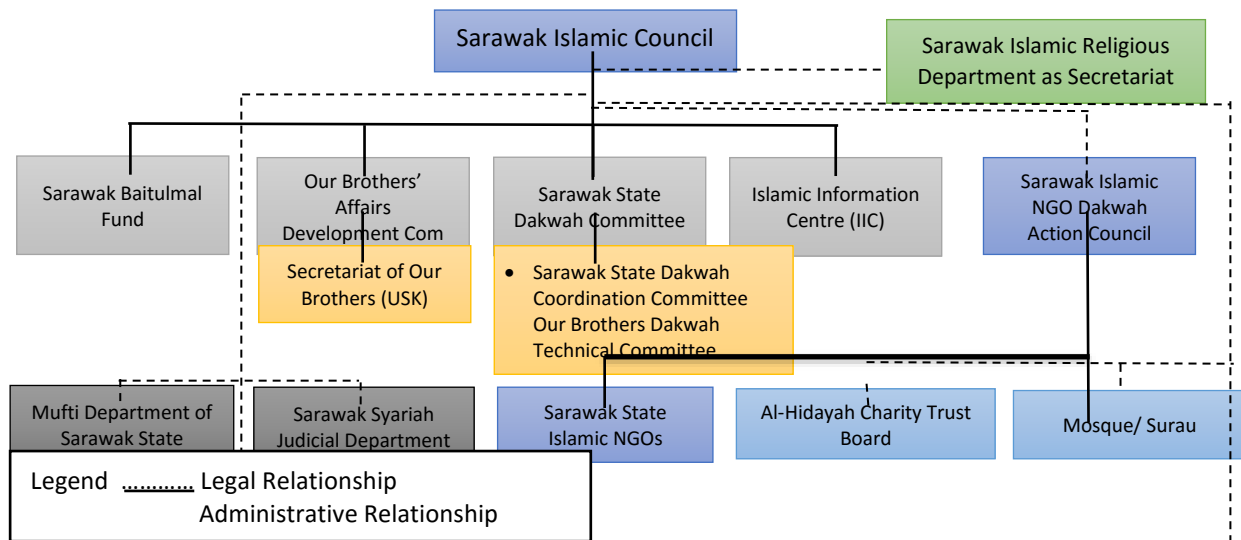 Sarawak Islamic Council
Sarawak Islamic Religious
Department as Secretariat
Sarawak Baitulmal
Fund
Our Brothers’
Affairs
Development Com
Sarawak State
Dakwah Committee
Islamic Information
Centre (IIC)
Sarawak Islamic
NGO Dakwah
Action Council
Secretariat of Our
Brothers (USK)
• Sarawak State Dakwah
Coordination Committee
Our Brothers Dakwah
Technical Committee
Mufti Department of
Sarawak State
Sarawak Syariah
Judicial Department
Sarawak State
Islamic NGOs
Al-Hidayah Charity Trust
Board
Mosque/ Surau
Legend ………… Legal Relationship
Administrative Relationship